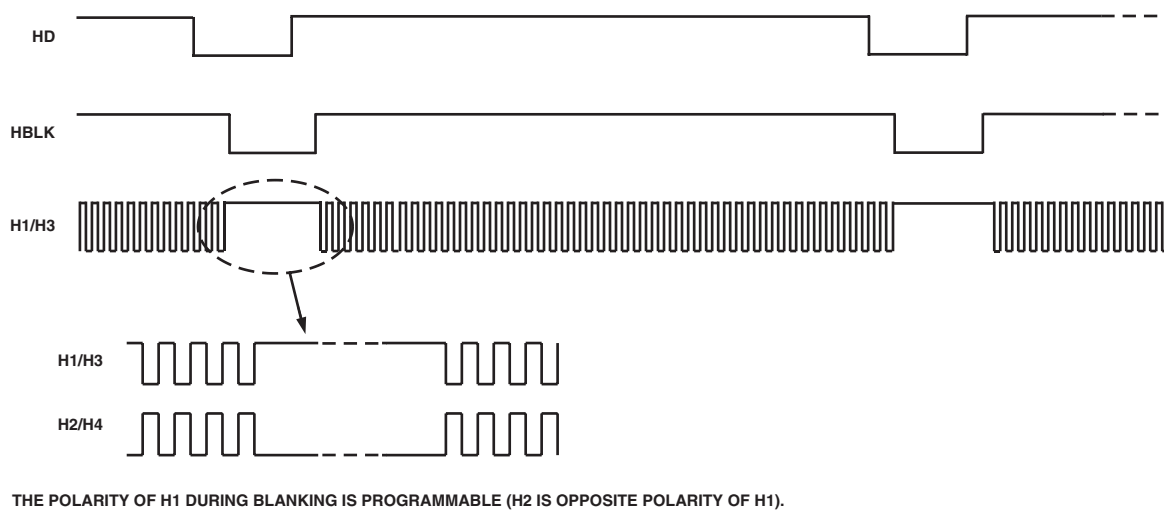 HD
HBLK
H1/H3
H1/H3
H2/H4
THE POLARITY OF H1 DURING BLANKING IS PROGRAMMABLE (H2 IS OPPOSITE POLARITY OF H1).